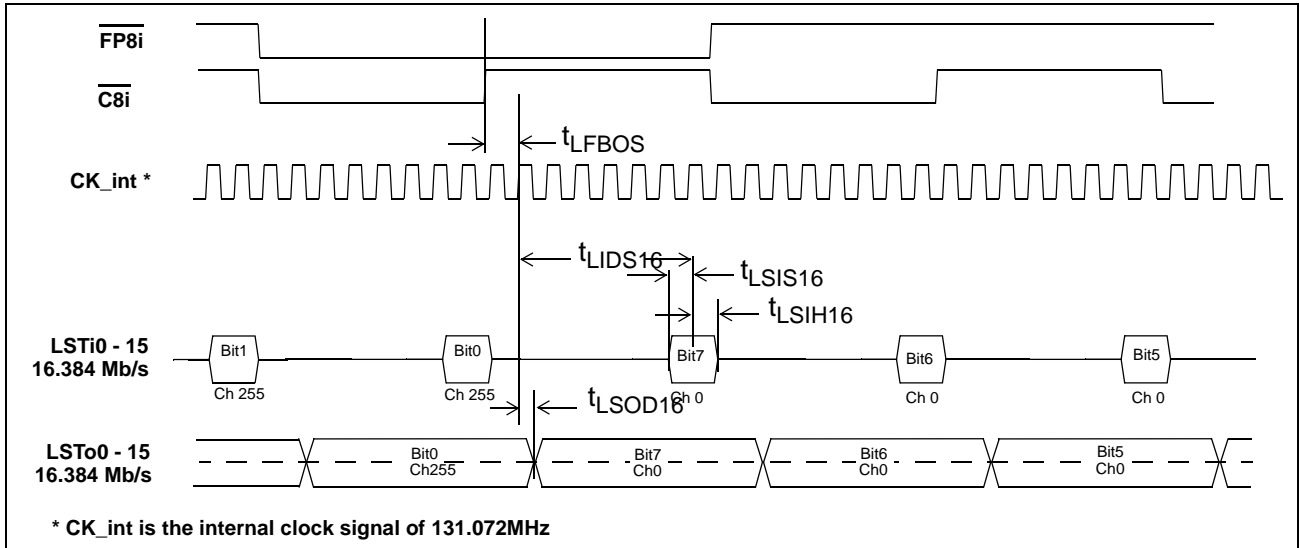 FP8i
C8i
tLFBOS
CK_int *
tLIDS16
tLSIS16
tLSIH16
LSTi0 - 15
16.384 Mb/s
Bit1
Ch 255
Bit0
Ch 255
Bit7
Ch 0
Bit6
Ch 0
Bit5
Ch 0
tLSOD16
LSTo0 - 15
16.384 Mb/s
Bit0
Ch255
Bit7
Ch0
Bit6
Ch0
Bit5
Ch0
* CK_int is the internal clock signal of 131.072MHz